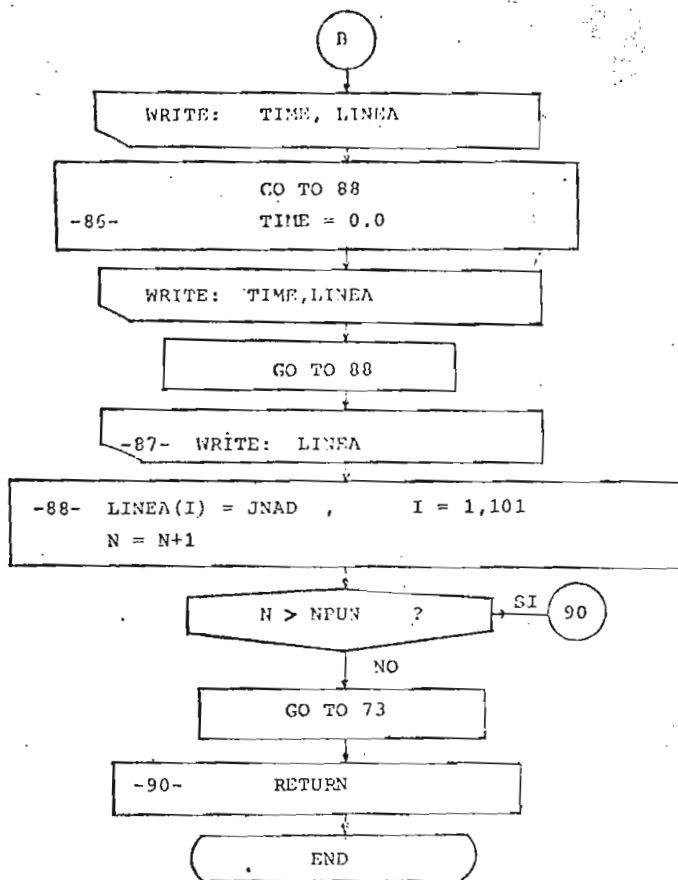 B
WRITE: TIME, LINEA
GO TO 88
-86- TIME = 0.0
WRITE: TIME,LINEA
GO TO 88
-87- WRITE: LINEA
-88- LINEA(I) = JNAD , I = 1,101
N = N+1
N > NPUN ? SI 90
NO
GO TO 73
-90- RETURN
END